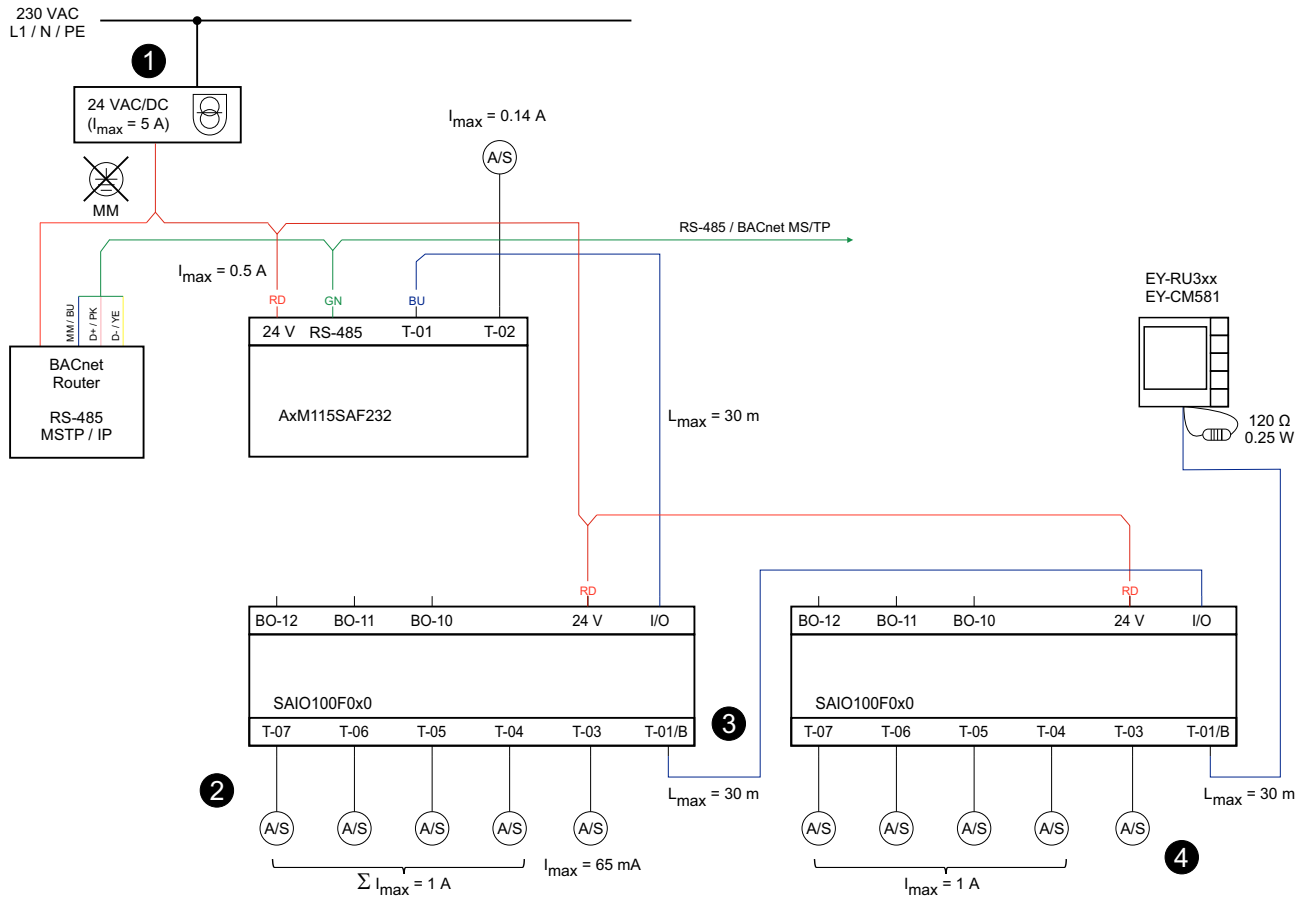 230 VAC
L1 / N / PE
1
24 VAC/DC
(Imax = 5 A)
MM
Imax = 0.14 A
A/S
RS-485 / BACnet MS/TP
Imax = 0.5 A
RD
GN
BU
MM / BU
D+ / PK
D- / YE
24 V RS-485 T-01 T-02
BACnet
Router
RS-485
MSTP / IP
AxM115SAF232
Lmax = 30 m
EY-RU3xx
EY-CM581
120 Ω
0.25 W
RD
RD
BO-12 BO-11 BO-10 24 V I/O
BO-12 BO-11 BO-10 24 V I/O
SAIO100F0x0
SAIO100F0x0
T-07 T-06 T-05 T-04 T-03 T-01/B
3
T-07 T-06 T-05 T-04 T-03 T-01/B
2
Lmax = 30 m
Lmax = 30 m
A/S A/S A/S A/S A/S
A/S A/S A/S A/S A/S
4
Σ Imax = 1 A
Imax = 65 mA
Imax = 1 A